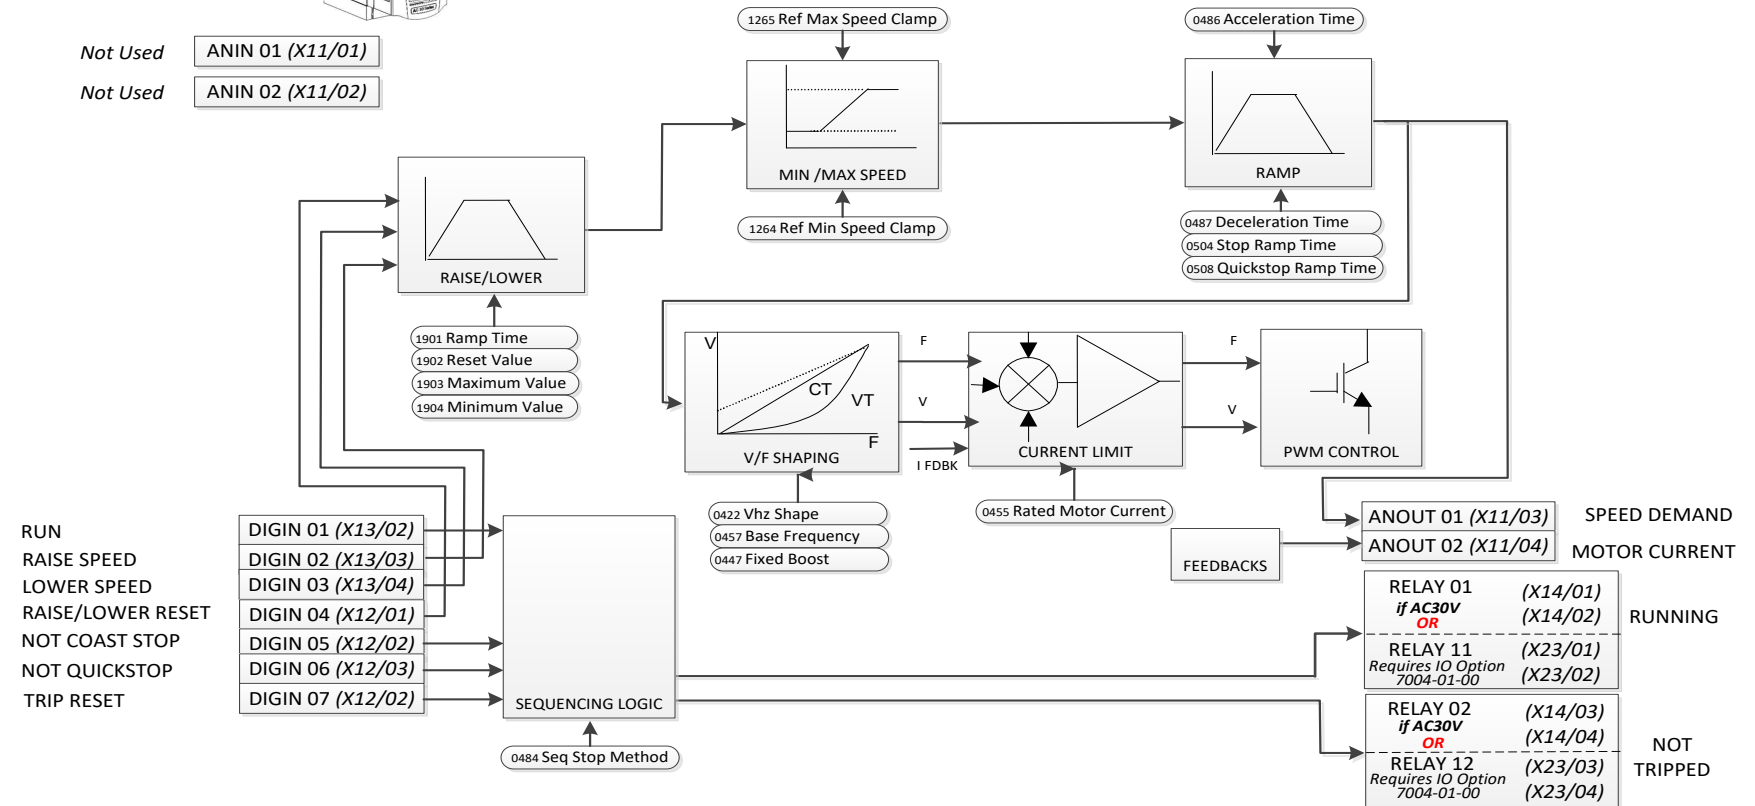 AC 30 Series
Not Used ANIN 01 (X11/01)
Not Used ANIN 02 (X11/02)
1265 Ref Max Speed Clamp
MIN /MAX SPEED
1264 Ref Min Speed Clamp
0486 Acceleration Time
RAMP
0487 Deceleration Time
0504 Stop Ramp Time
0508 Quickstop Ramp Time
RAISE/LOWER
1901 Ramp Time
1902 Reset Value
1903 Maximum Value
1904 Minimum Value
V
CT
VT
F
V/F SHAPING
0422 Vhz Shape
0457 Base Frequency
0447 Fixed Boost
F
V
I FDBK
CURRENT LIMIT
0455 Rated Motor Current
F
V
PWM CONTROL
RUN DIGIN 01 (X13/02)
RAISE SPEED DIGIN 02 (X13/03)
LOWER SPEED DIGIN 03 (X13/04)
RAISE/LOWER RESET DIGIN 04 (X12/01)
NOT COAST STOP DIGIN 05 (X12/02)
NOT QUICKSTOP DIGIN 06 (X12/03)
TRIP RESET DIGIN 07 (X12/02)
SEQUENCING LOGIC
0484 Seq Stop Method
FEEDBACKS
ANOUT 01 (X11/03) SPEED DEMAND
ANOUT 02 (X11/04) MOTOR CURRENT
RELAY 01 (X14/01)
if AC30V (X14/02)
OR
RUNNING
RELAY 11 (X23/01)
Requires IO Option
7004-01-00 (X23/02)
RELAY 02 (X14/03)
if AC30V
OR (X14/04)
NOT
TRIPPED
RELAY 12 (X23/03)
Requires IO Option
7004-01-00 (X23/04)